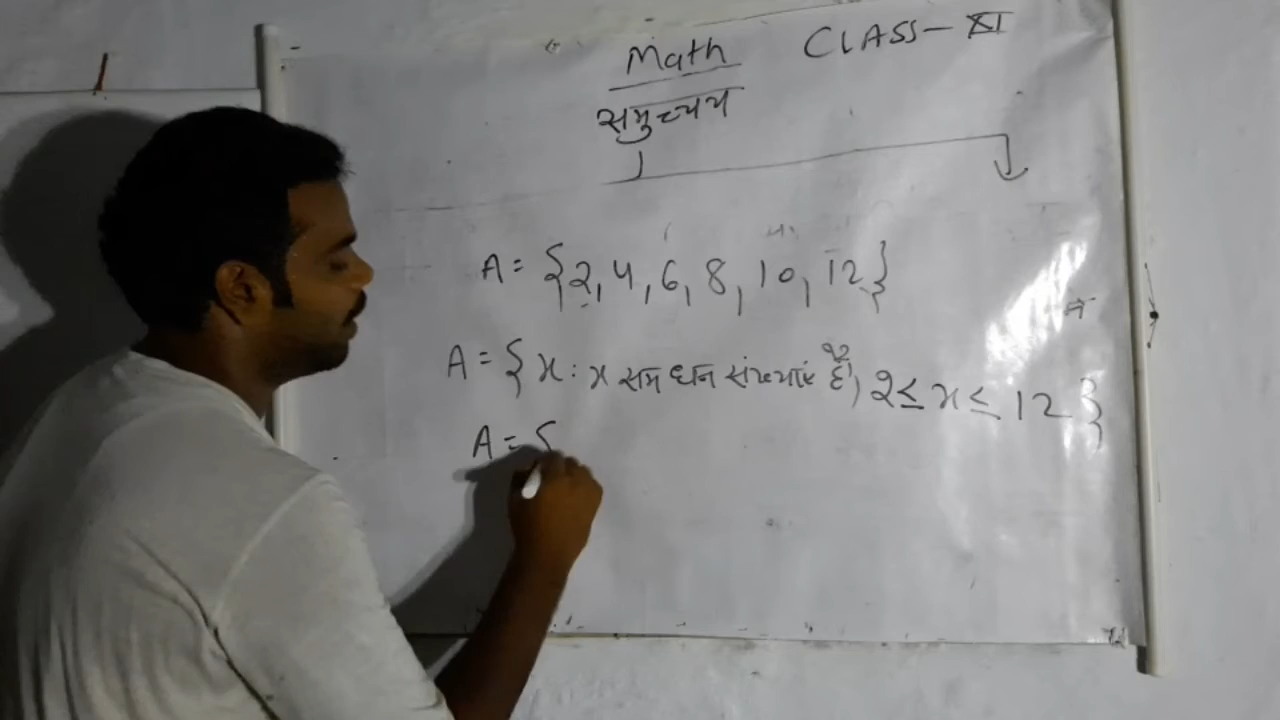 Math CLASS-XI
समुच्चय
A = {2, 4, 6, 8, 10, 12}
A = {x : x सम धन संख्याएं हैं, 2 ≤ x ≤ 12}
A = {